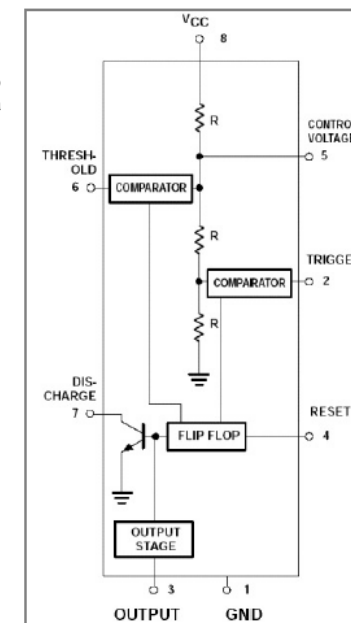 VCC
8
R
CONTRO
VOLTAGE
5
THRESH-
OLD
6
COMPARATOR
R
TRIGGE
COMPARATOR
2
R
DIS-
CHARGE
7
RESET
FLIP FLOP
4
OUTPUT
STAGE
3
1
OUTPUT
GND